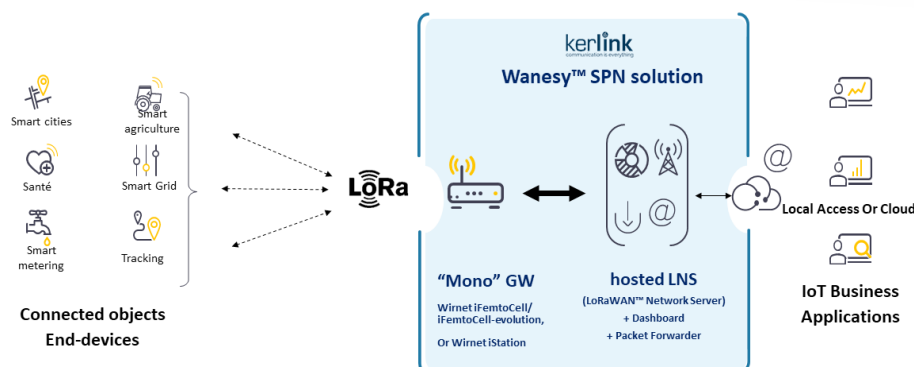 kerlink
communication is everything
Wanesy™ SPN solution
Smart cities
Smart
agriculture
Santé
Smart Grid
Smart
metering
Tracking
Connected objects
End-devices
LoRa
"Mono" GW
Wirnet iFemtoCell/
iFemtoCell-evolution,
Or Wirnet iStation
hosted LNS
(LoRaWAN™ Network Server)
+ Dashboard
+ Packet Forwarder
@
@
Local Access Or Cloud
IoT Business
Applications